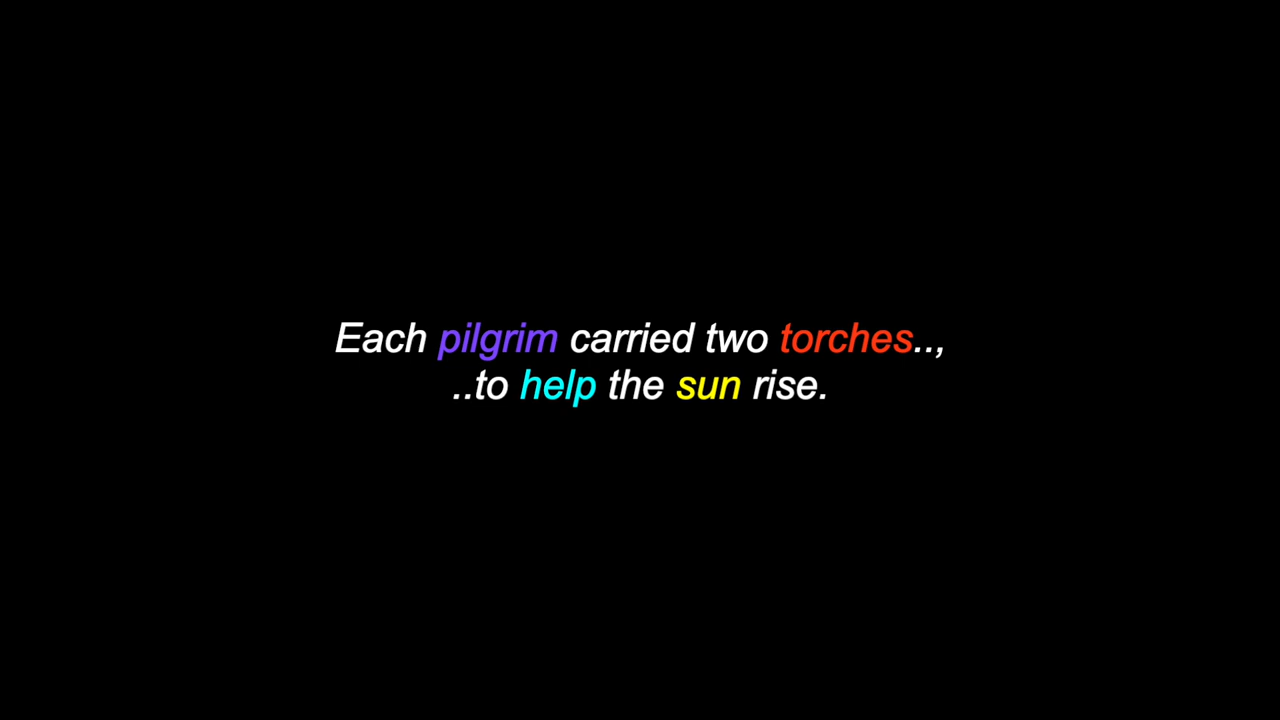 Each pilgrim carried two torches..,
..to help the sun rise.